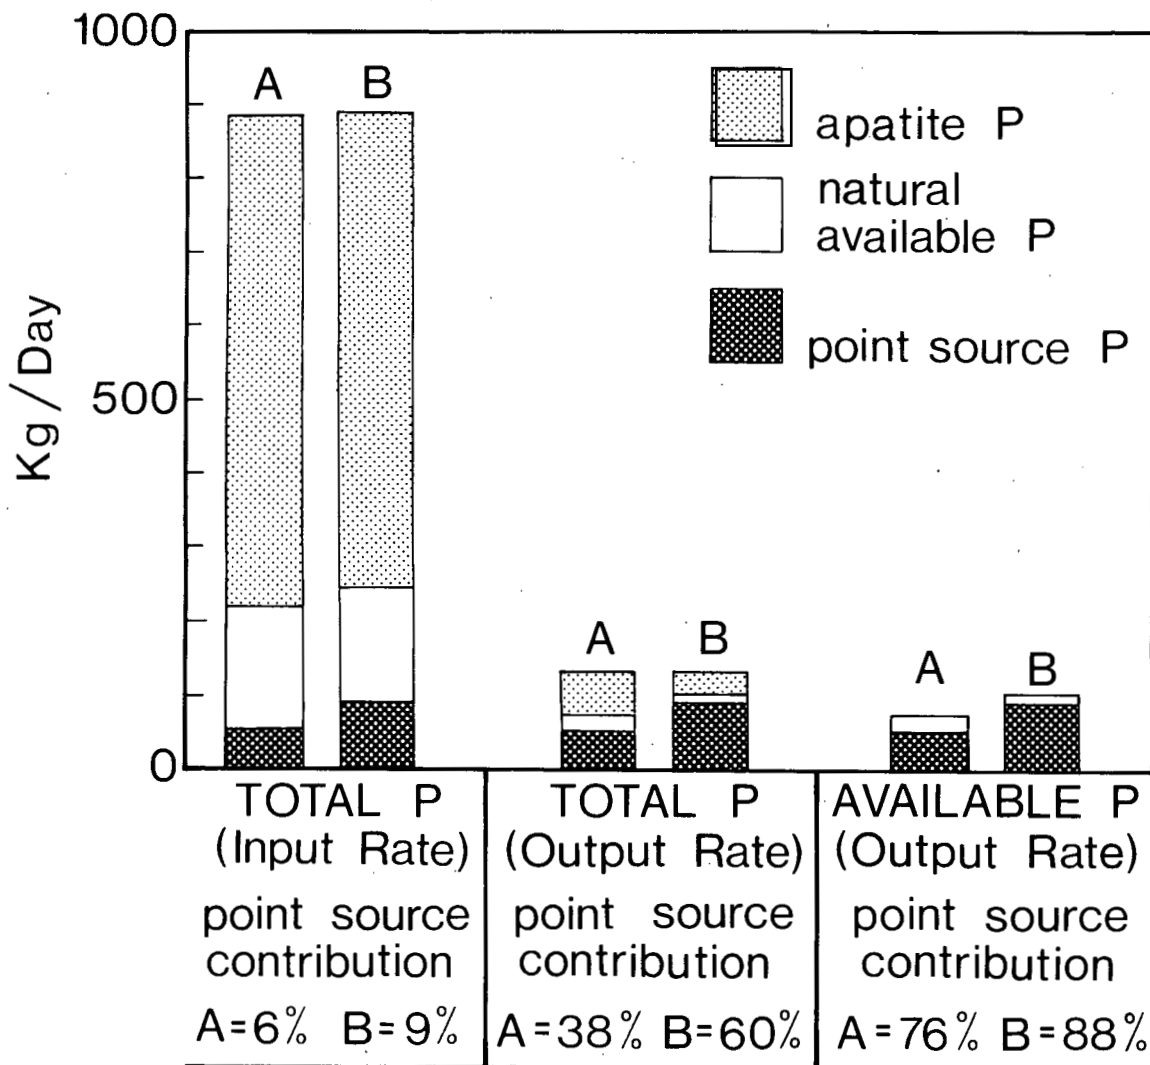 1000
500
0
Kg/Day
A
B
apatite P
natural
available P
point source P
A
B
A
B
TOTAL P
(Input Rate)
point source
contribution
A=6% B=9%
TOTAL P
(Output Rate)
point source
contribution
A=38% B=60%
AVAILABLE P
(Output Rate)
point source
contribution
A=76% B=88%